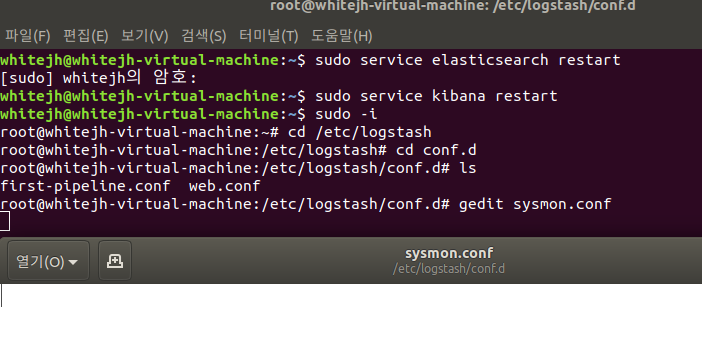 root@whitejh-virtual-machine: /etc/logstash/conf.d
파일(F) 편집(E) 보기(V) 검색(S) 터미널(T) 도움말(H)
whitejh@whitejh-virtual-machine:~$ sudo service elasticsearch restart
[sudo] whitejh의 암호:
whitejh@whitejh-virtual-machine:~$ sudo service kibana restart
whitejh@whitejh-virtual-machine:~$ sudo -i
root@whitejh-virtual-machine:~# cd /etc/logstash
root@whitejh-virtual-machine:/etc/logstash# cd conf.d
root@whitejh-virtual-machine:/etc/logstash/conf.d# ls
first-pipeline.conf  web.conf
root@whitejh-virtual-machine:/etc/logstash/conf.d# gedit sysmon.conf
열기(O)
sysmon.conf
/etc/logstash/conf.d